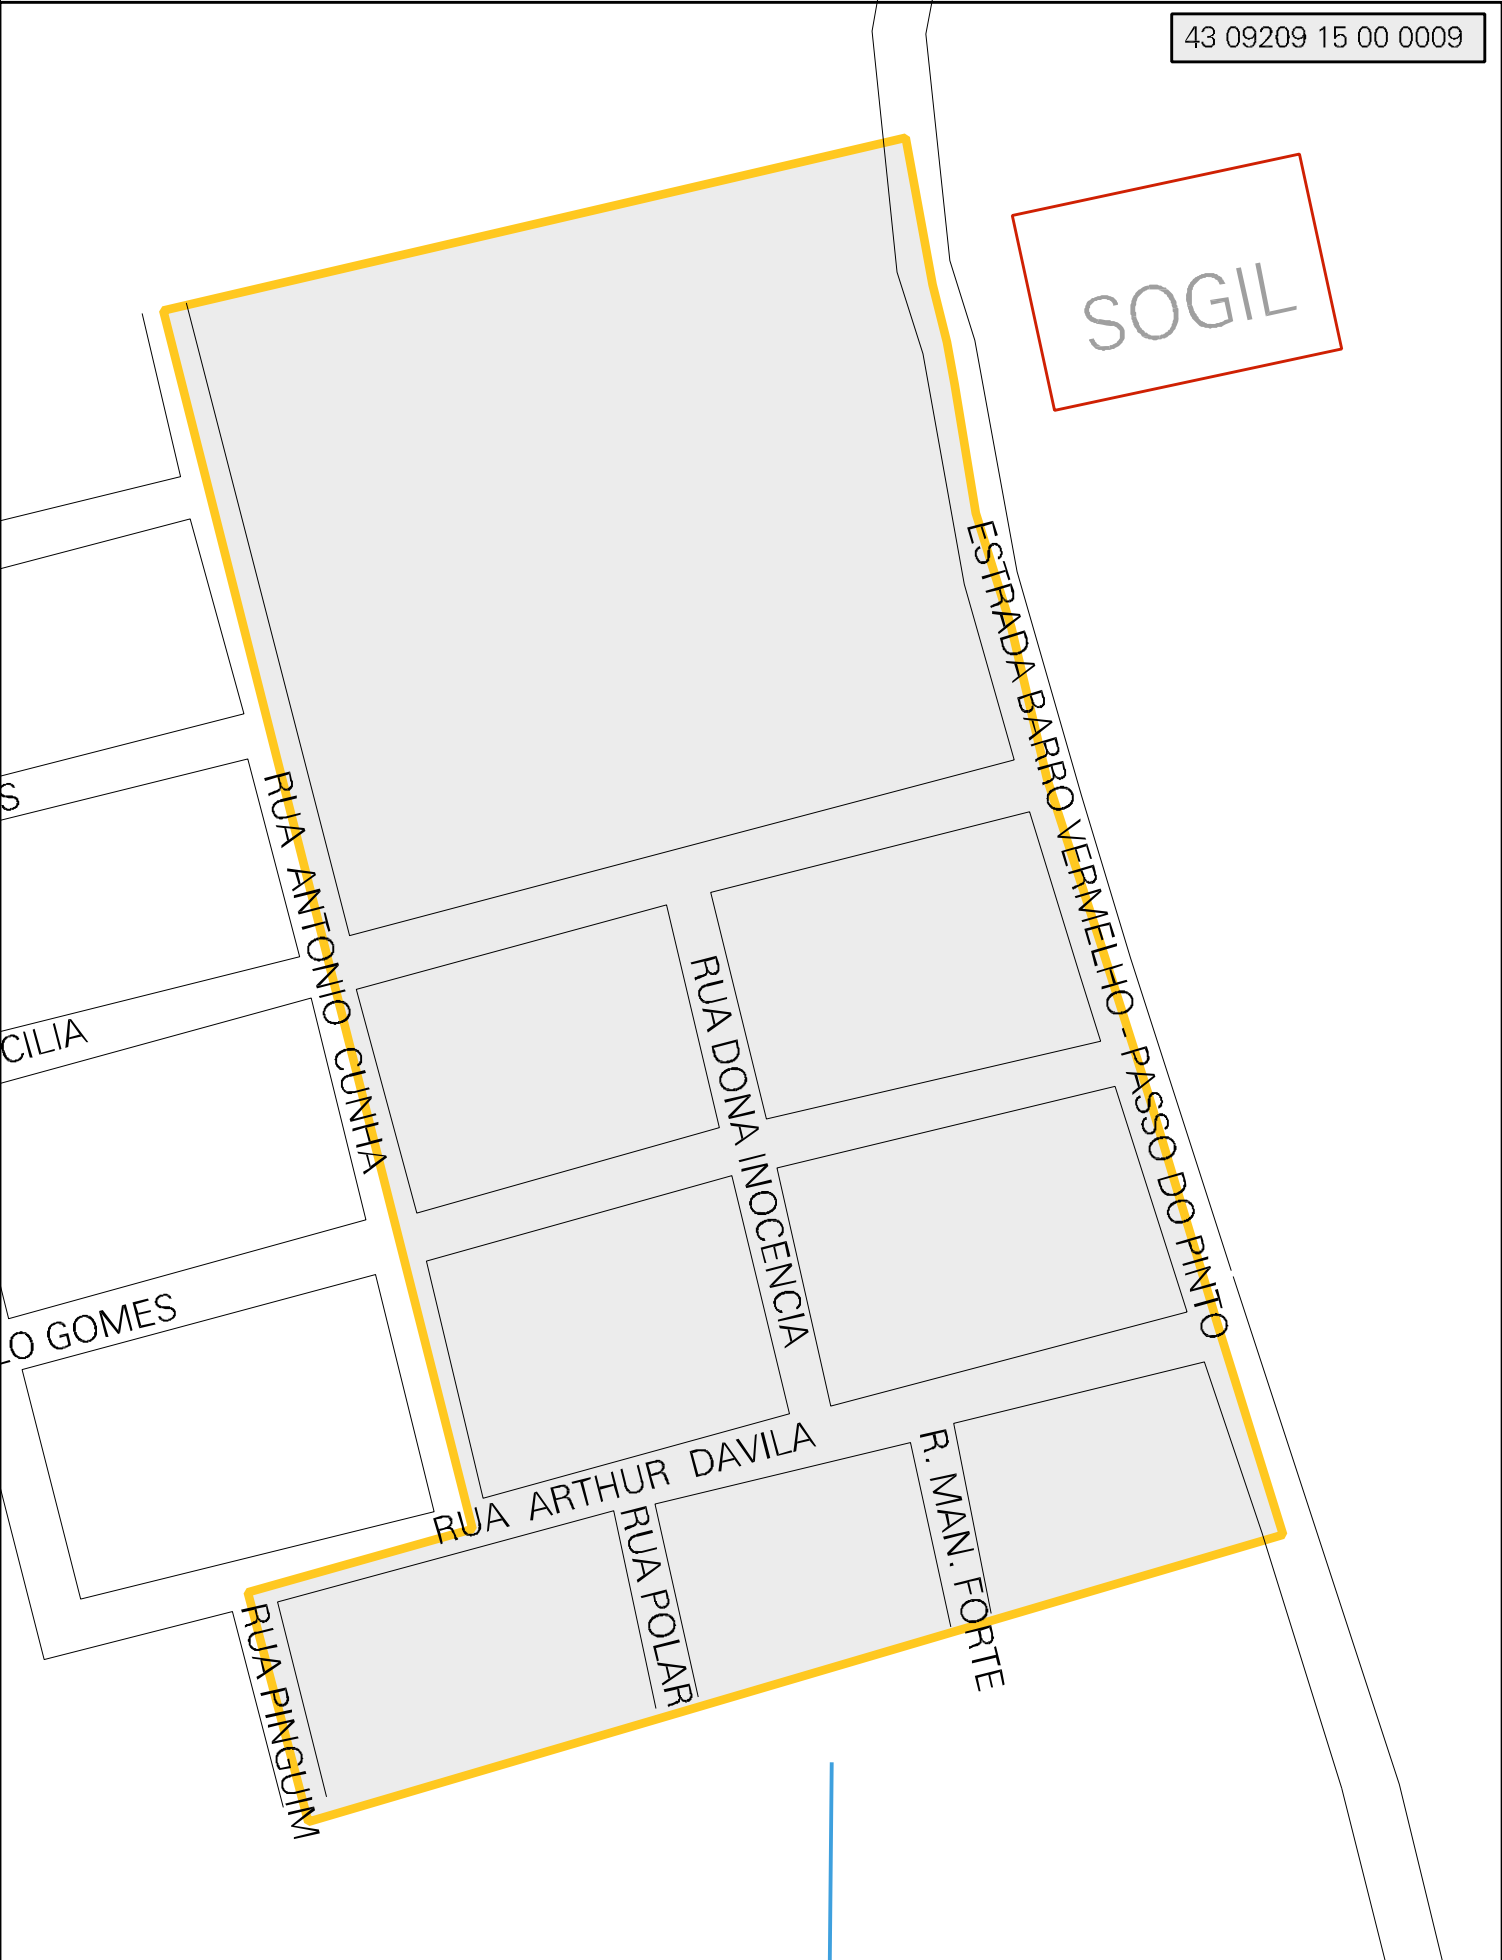 43 09209 15 00 0009
SOGIL
ESTRADA BARRO VERMELHO - PASSO DO PINTO
RUA ANTONIO CUNHA
S
RUA DONA INOCENCIA
CILIA
LO GOMES
RUA ARTHUR DAVILA
R. MAN. FORTE
RUA POLAR
RUA PINGUIM